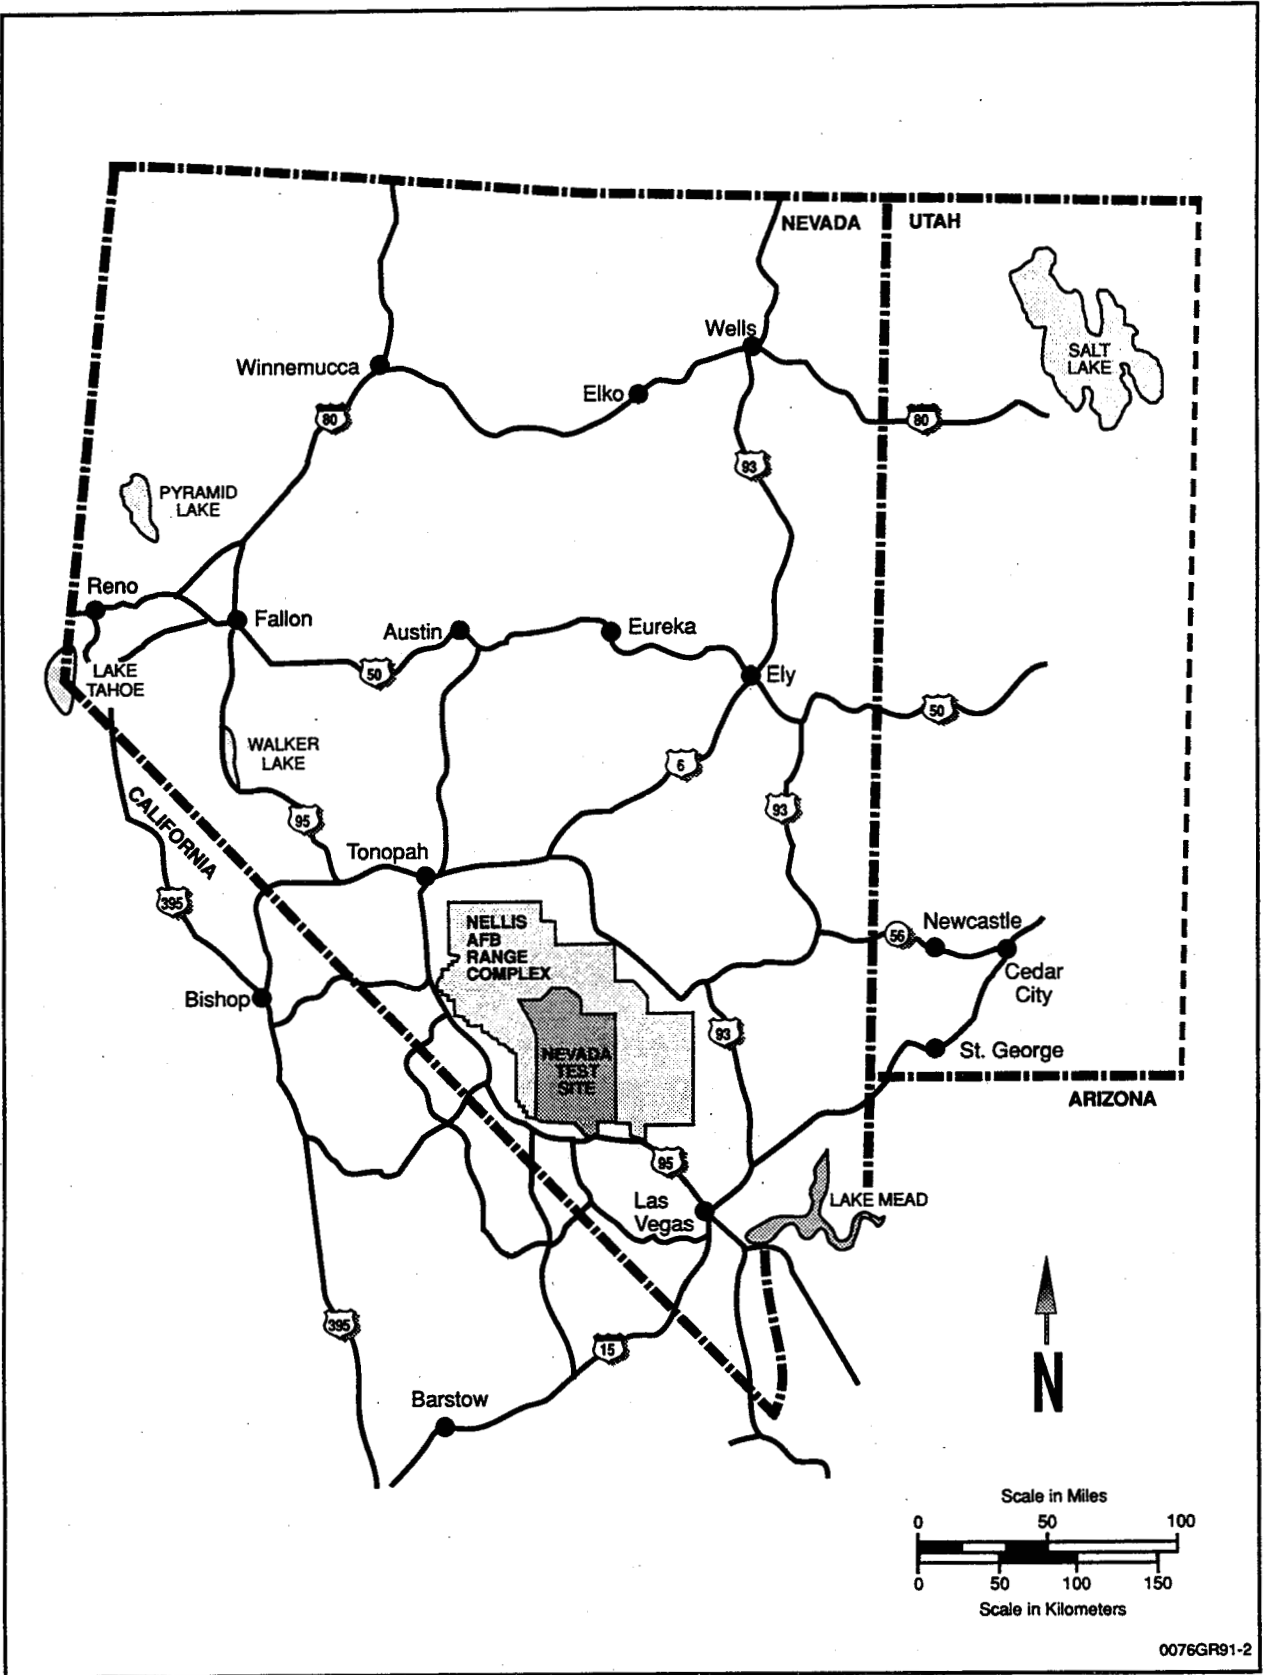 NEVADA
UTAH
SALT
LAKE
Wells
Winnemucca
Elko
80
80
93
PYRAMID
LAKE
Reno
Fallon
Austin
Eureka
50
Ely
LAKE
TAHOE
50
WALKER
LAKE
6
93
95
CALIFORNIA
Tonopah
395
NELLIS
AFB
RANGE
COMPLEX
56
Newcastle
Cedar
City
Bishop
93
NEVADA
TEST
SITE
St. George
ARIZONA
95
Las
Vegas
LAKE MEAD
395
15
Barstow
N
Scale in Miles
0 50 100
0 50 100 150
Scale in Kilometers
0076GR91-2